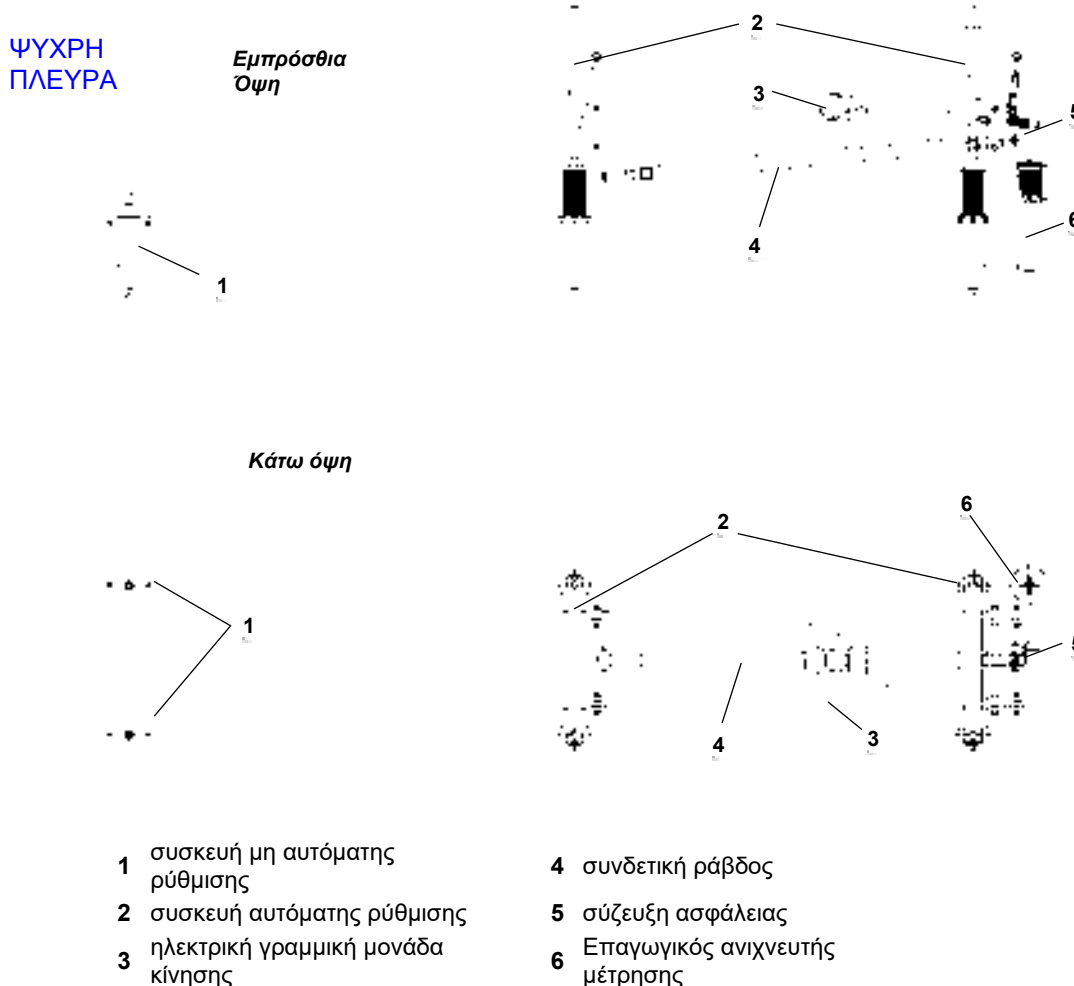 ΨΥΧΡΗ
ΠΛΕΥΡΑ
Εμπρόσθια
Όψη
2
3
5
4
6
1
Κάτω όψη
6
2
1
5
4
3
1 συσκευή μη αυτόματης
ρύθμισης
2 συσκευή αυτόματης ρύθμισης
3 ηλεκτρική γραμμική μονάδα
κίνησης
4 συνδετική ράβδος
5 σύζευξη ασφάλειας
6 Επαγωγικός ανιχνευτής
μέτρησης